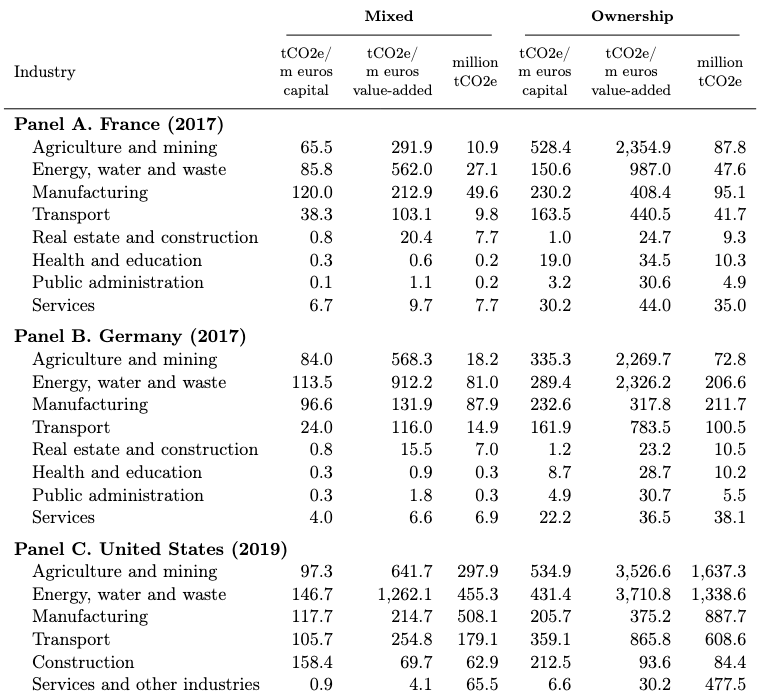 Mixed Ownership
Industry tCO2e/ m euros capital tCO2e/ m euros value-added million tCO2e tCO2e/ m euros capital tCO2e/ m euros value-added million tCO2e
Panel A. France (2017)
Agriculture and mining 65.5 291.9 10.9 528.4 2,354.9 87.8
Energy, water and waste 85.8 562.0 27.1 150.6 987.0 47.6
Manufacturing 120.0 212.9 49.6 230.2 408.4 95.1
Transport 38.3 103.1 9.8 163.5 440.5 41.7
Real estate and construction 0.8 20.4 7.7 1.0 24.7 9.3
Health and education 0.3 0.6 0.2 19.0 34.5 10.3
Public administration 0.1 1.1 0.2 3.2 30.6 4.9
Services 6.7 9.7 7.7 30.2 44.0 35.0
Panel B. Germany (2017)
Agriculture and mining 84.0 568.3 18.2 335.3 2,269.7 72.8
Energy, water and waste 113.5 912.2 81.0 289.4 2,326.2 206.6
Manufacturing 96.6 131.9 87.9 232.6 317.8 211.7
Transport 24.0 116.0 14.9 161.9 783.5 100.5
Real estate and construction 0.8 15.5 7.0 1.2 23.2 10.5
Health and education 0.3 0.9 0.3 8.7 28.7 10.2
Public administration 0.3 1.8 0.3 4.9 30.7 5.5
Services 4.0 6.6 6.9 22.2 36.5 38.1
Panel C. United States (2019)
Agriculture and mining 97.3 641.7 297.9 534.9 3,526.6 1,637.3
Energy, water and waste 146.7 1,262.1 455.3 431.4 3,710.8 1,338.6
Manufacturing 117.7 214.7 508.1 205.7 375.2 887.7
Transport 105.7 254.8 179.1 359.1 865.8 608.6
Construction 158.4 69.7 62.9 212.5 93.6 84.4
Services and other industries 0.9 4.1 65.5 6.6 30.2 477.5